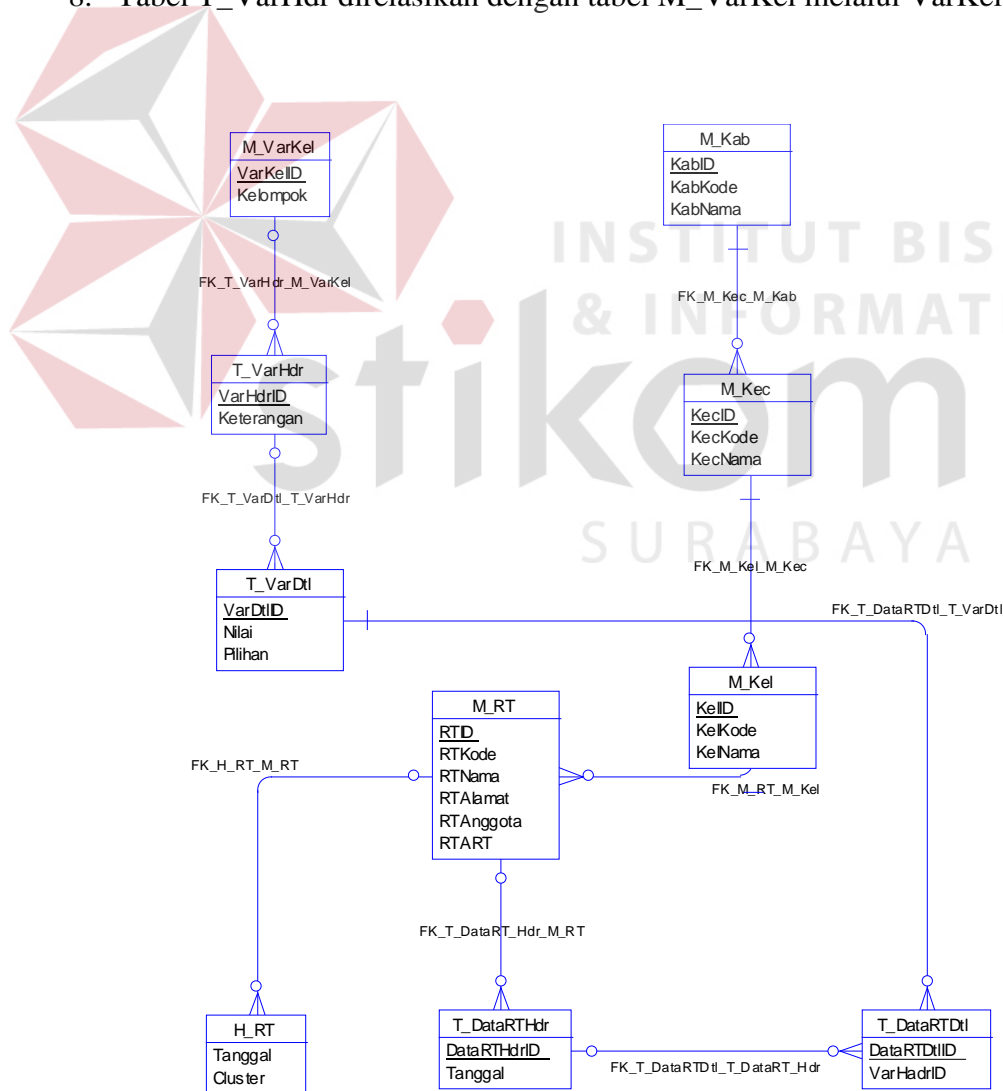 8. Tabel T_VarHdr direlasikan dengan tabel M_VarKel melalui VarKel
INSTITUT BIS
& INFORMAT
stikom
SURABAYA
M_VarKel
VarKelID
Kelompok
FK_T_VarHdr_M_VarKel
T_VarHdr
VarHdrID
Keterangan
FK_T_VarDtl_T_VarHdr
T_VarDtl
VarDtlID
Nilai
Pilihan
M_Kab
KabID
KabKode
KabNama
FK_M_Kec_M_Kab
M_Kec
KecID
KecKode
KecNama
FK_M_Kel_M_Kec
FK_T_DataRTDtl_T_VarDtl
M_Kel
KelID
KelKode
KelNama
FK_M_RT_M_Kel
M_RT
RTID
RTKode
RTNama
RTAlamat
RTAnggota
RTART
FK_H_RT_M_RT
FK_T_DataRT_Hdr_M_RT
H_RT
Tanggal
Cluster
T_DataRTHdr
DataRTHdrID
Tanggal
FK_T_DataRTDtl_T_DataRT_Hdr
T_DataRTDtl
DataRTDtlID
VarHadrID